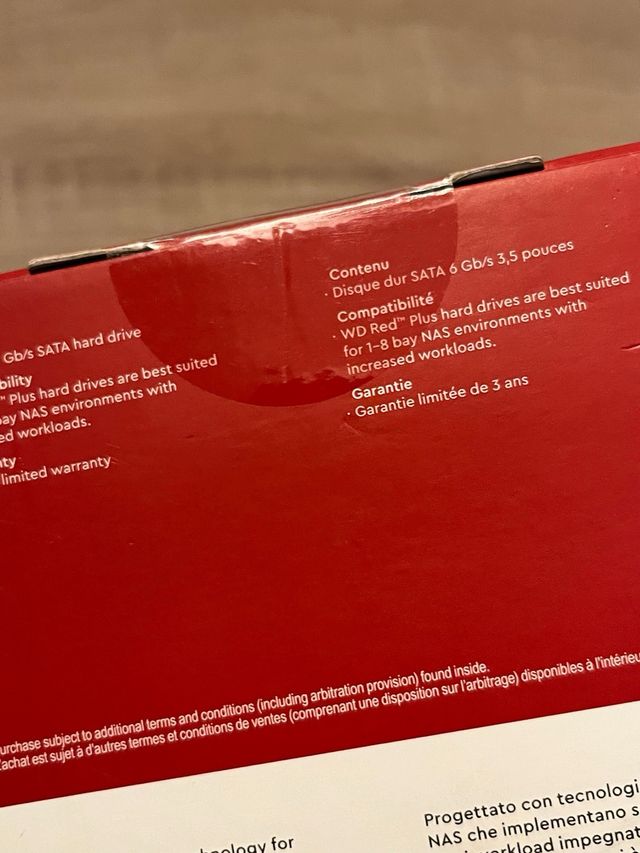 Gb/s SATA hard drive
Plus hard drives are best suited
bay NAS environments with
workloads.
limited warranty
Contenu
· Disque dur SATA 6 Gb/s 3,5 pouces
Compatibilité
· WD Red™ Plus hard drives are best suited
for 1–8 bay NAS environments with
increased workloads.
Garantie
· Garantie limitée de 3 ans
urchase subject to additional terms and conditions (including arbitration provision) found inside.
'achat est sujet à d'autres termes et conditions de ventes (comprenant une disposition sur l'arbitrage) disponibles à l'intérieu
for
Progettato con tecnologi
NAS che implementano s
workload impegnat